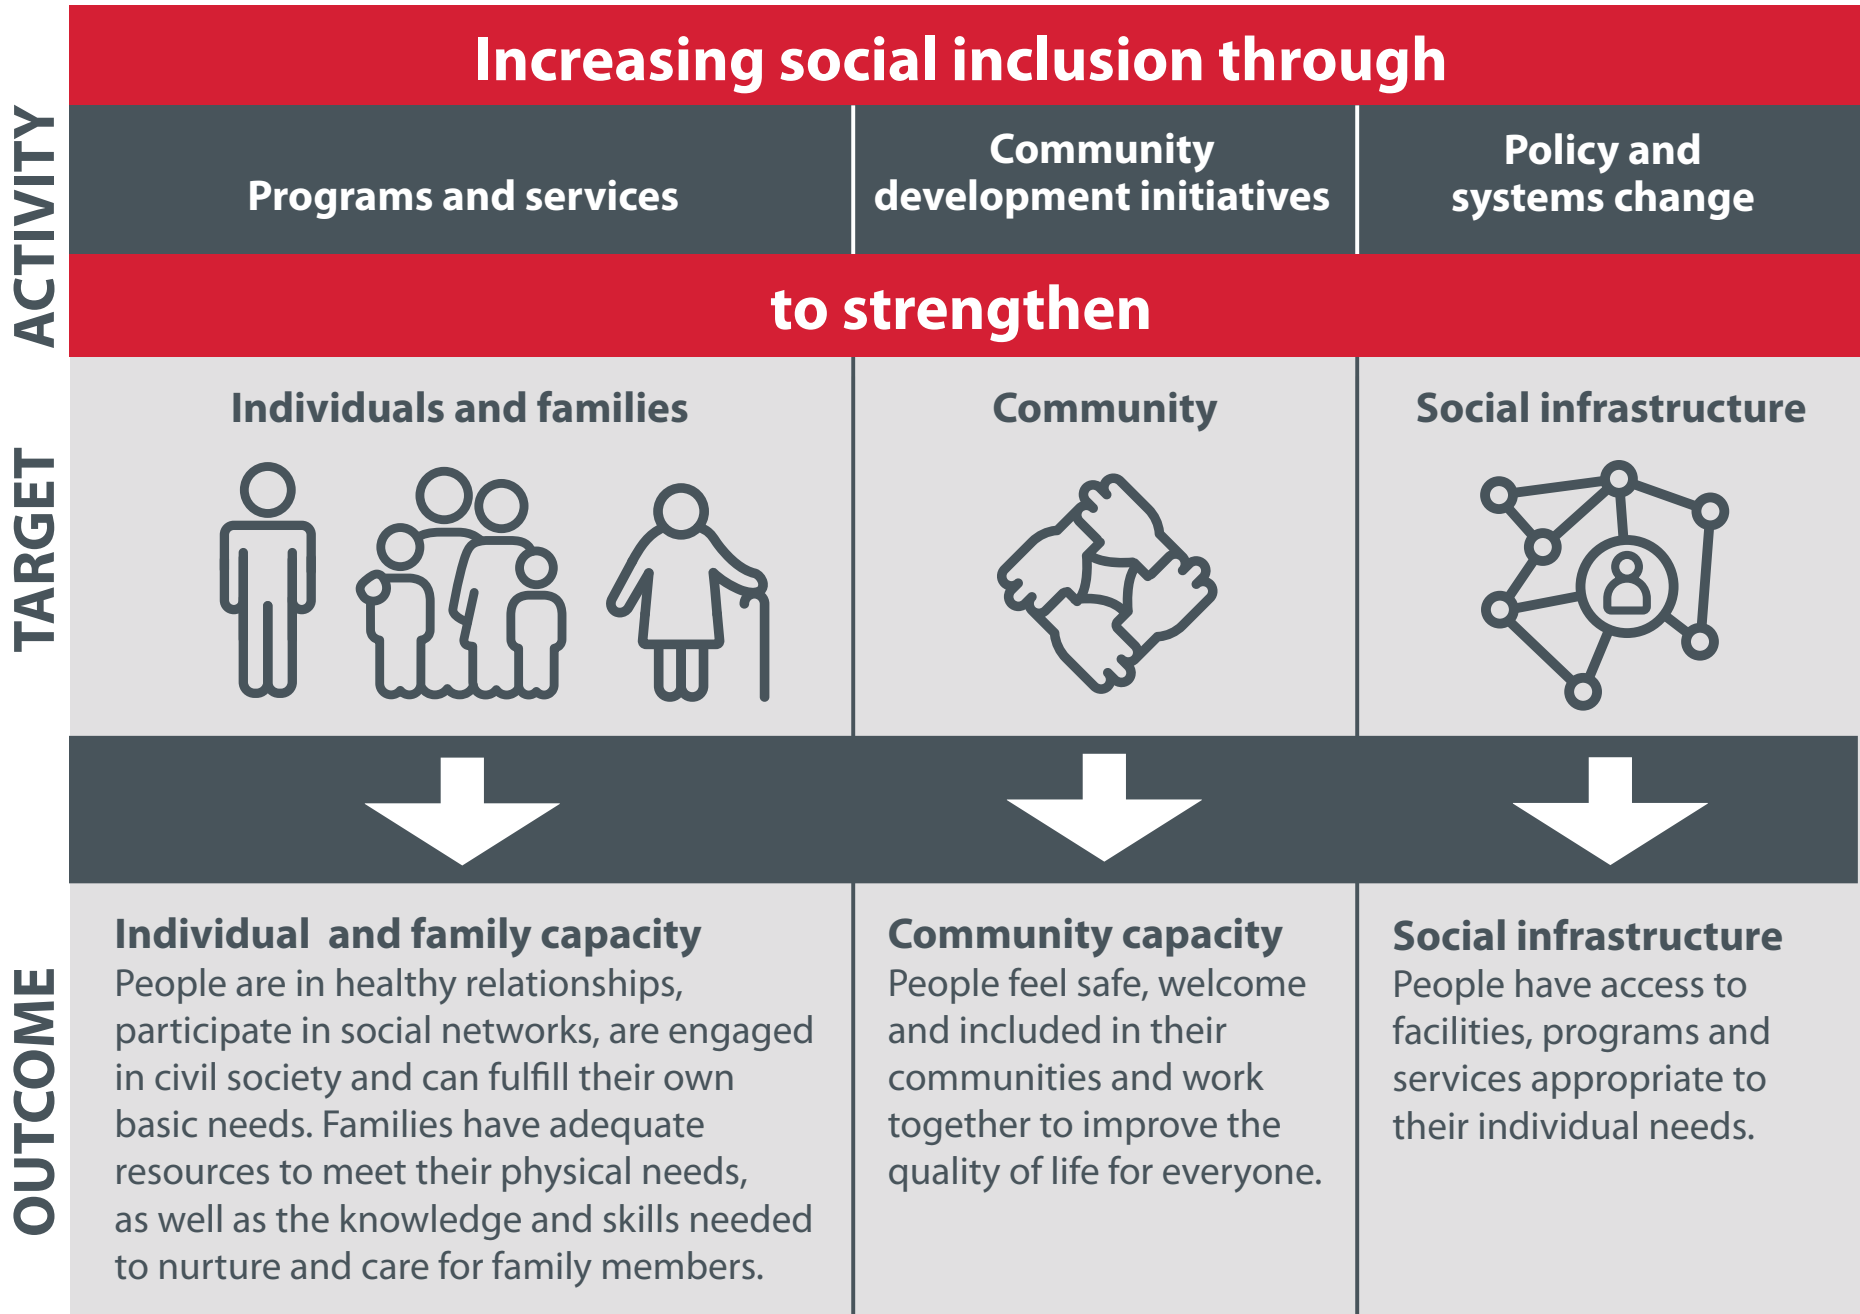 Increasing social inclusion through
ACTIVITY
Programs and services
Community
development initiatives
Policy and
systems change
to strengthen
TARGET
Individuals and families
Community
Social infrastructure
OUTCOME
Individual and family capacity
People are in healthy relationships,
participate in social networks, are engaged
in civil society and can fulfill their own
basic needs. Families have adequate
resources to meet their physical needs,
as well as the knowledge and skills needed
to nurture and care for family members.
Community capacity
People feel safe, welcome
and included in their
communities and work
together to improve the
quality of life for everyone.
Social infrastructure
People have access to
facilities, programs and
services appropriate to
their individual needs.